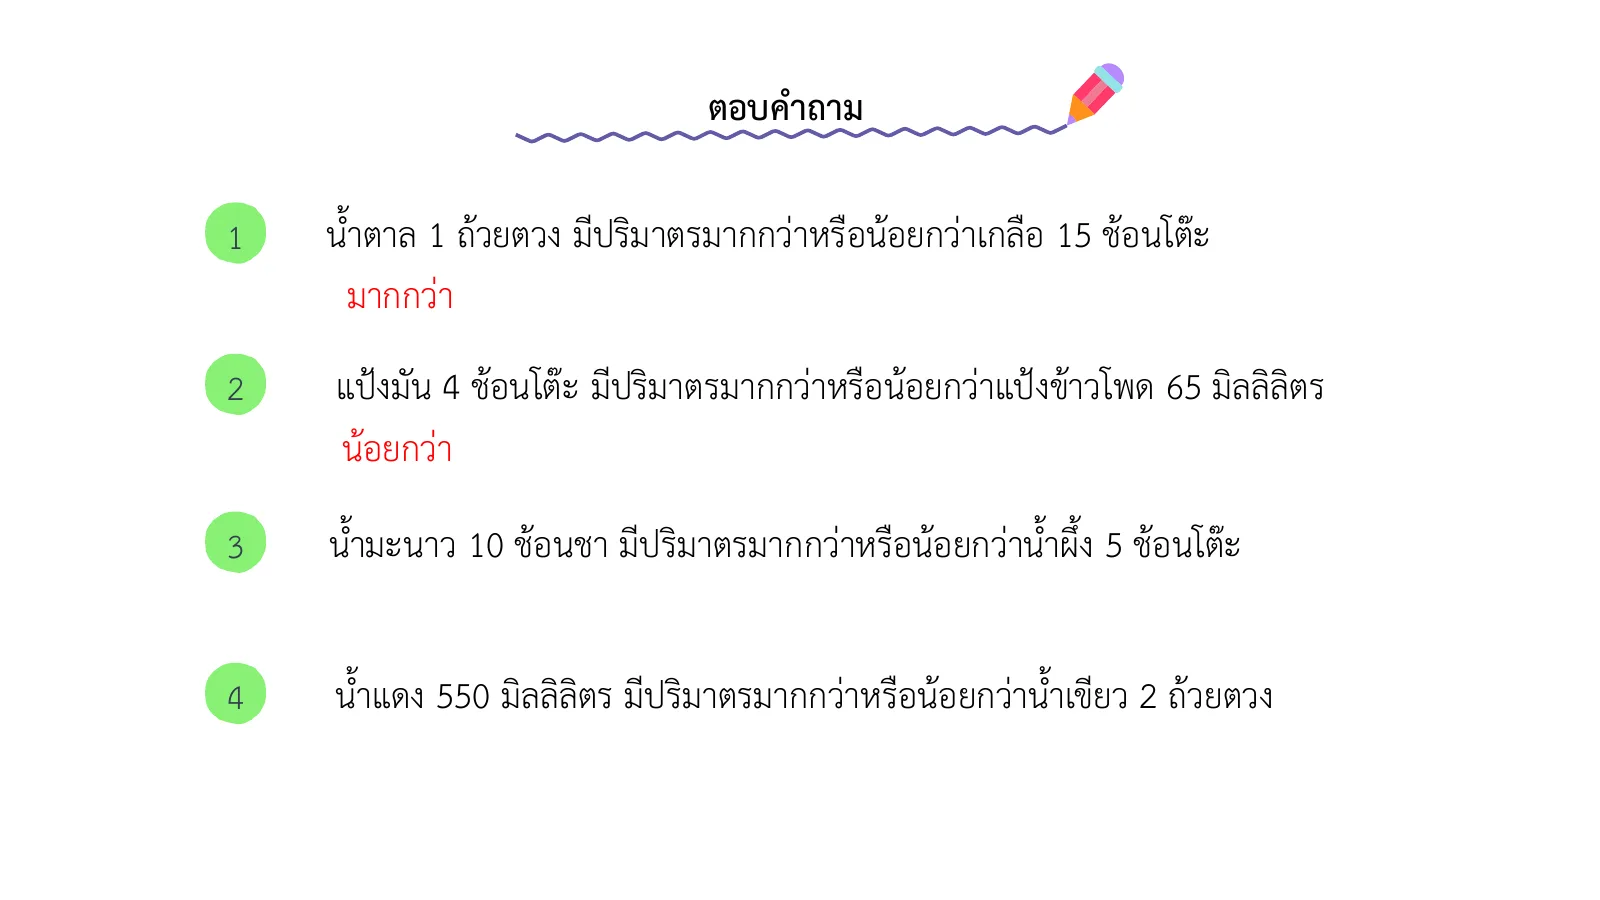 ตอบคำถาม
1 น้ำตาล 1 ถ้วยตวง มีปริมาตรมากกว่าหรือน้อยกว่าเกลือ 15 ช้อนโต๊ะ
มากกว่า
2 แป้งมัน 4 ช้อนโต๊ะ มีปริมาตรมากกว่าหรือน้อยกว่าแป้งข้าวโพด 65 มิลลิลิตร
น้อยกว่า
3 น้ำมะนาว 10 ช้อนชา มีปริมาตรมากกว่าหรือน้อยกว่าน้ำผึ้ง 5 ช้อนโต๊ะ
4 น้ำแดง 550 มิลลิลิตร มีปริมาตรมากกว่าหรือน้อยกว่าน้ำเขียว 2 ถ้วยตวง